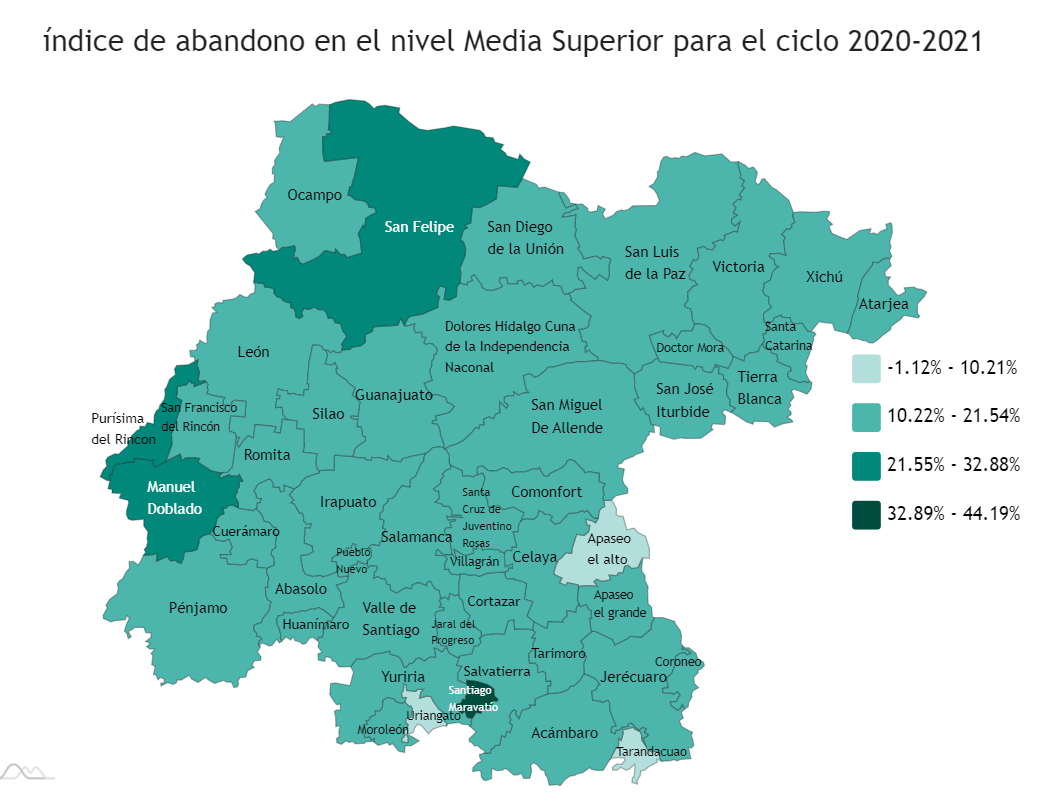 índice de abandono en el nivel Media Superior para el ciclo 2020-2021
Ocampo
San Felipe
San Diego
de la Unión
San Luis
de la Paz
Victoria
Xichú
Atarjea
Santa
Catarina
Doctor Mora
Dolores Hidalgo Cuna
de la Independencia
Naconal
León
Guanajuato
Silao
San Francisco
del Rincón
Purísima
del Rincon
San Miguel
De Allende
San José
Iturbide
Tierra
Blanca
-1.12% - 10.21%
10.22% - 21.54%
21.55% - 32.88%
32.89% - 44.19%
Romita
Manuel
Doblado
Irapuato
Salamanca
Santa
Cruz de
Juventino
Rosas
Comonfort
Cuerámaro
Pueblo
Nuevo
Villagrán
Celaya
Apaseo
el alto
Abasolo
Pénjamo
Huanímaro
Valle de
Santiago
Cortazar
Jaral del
Progreso
Apaseo
el grande
Tarimoro
Coroneo
Jerécuaro
Salvatierra
Yuriria
Santiago
Maravatío
Uriangato
Moroleón
Acámbaro
Tarandacuao